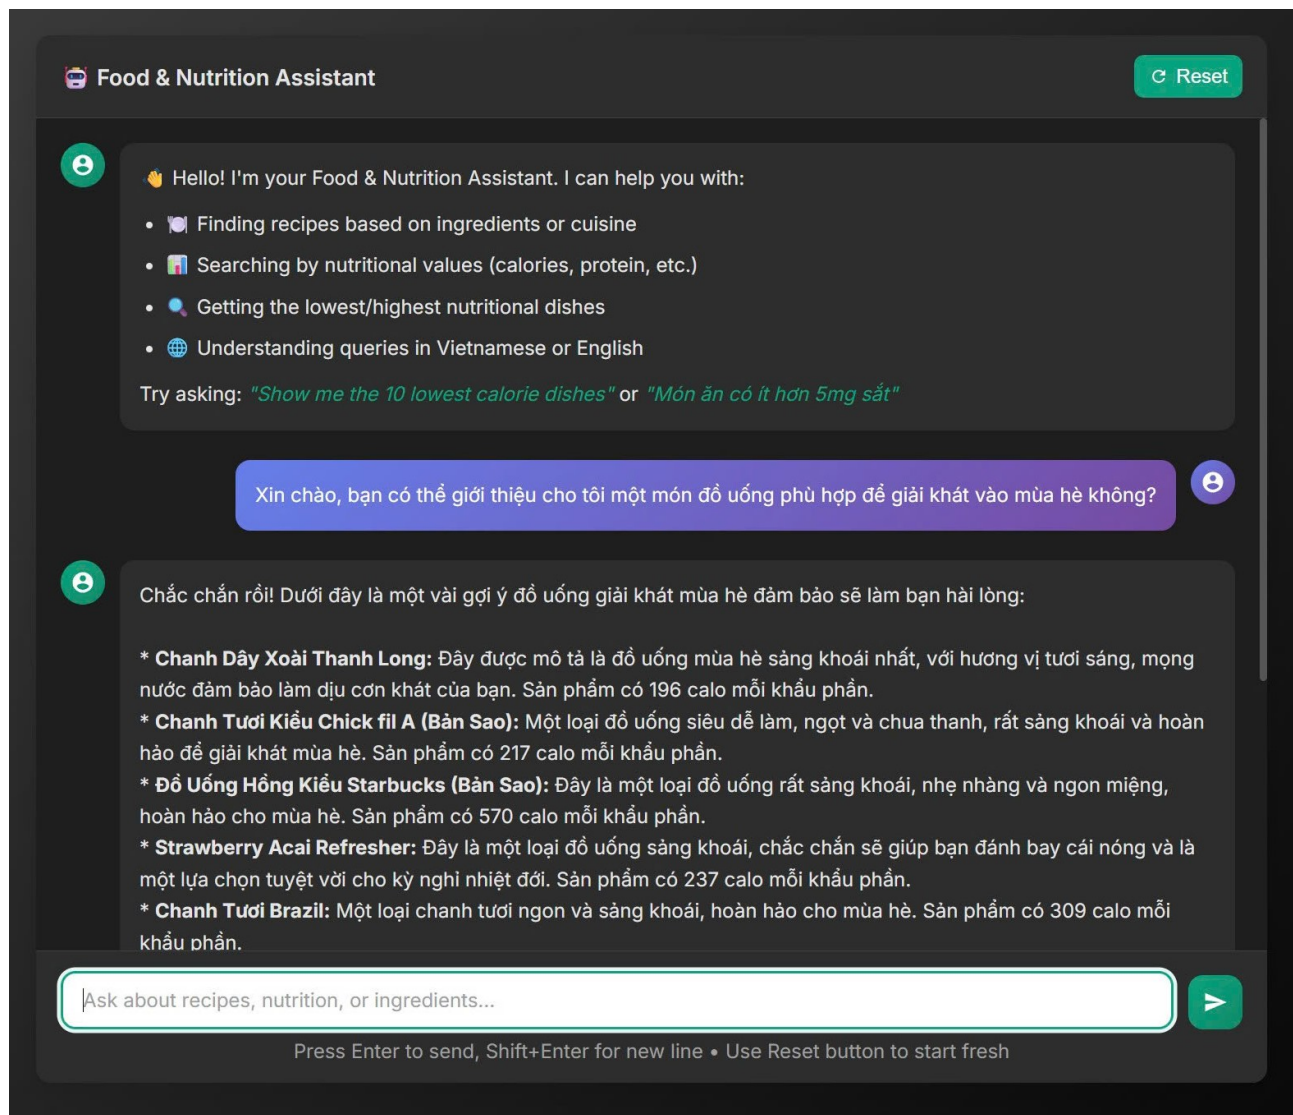 Food & Nutrition Assistant
Reset
Hello! I'm your Food & Nutrition Assistant. I can help you with:
• Finding recipes based on ingredients or cuisine
• Searching by nutritional values (calories, protein, etc.)
• Getting the lowest/highest nutritional dishes
• Understanding queries in Vietnamese or English
Try asking: "Show me the 10 lowest calorie dishes" or "Món ăn có ít hơn 5mg sắt"
Xin chào, bạn có thể giới thiệu cho tôi một món đồ uống phù hợp để giải khát vào mùa hè không?
Chắc chắn rồi! Dưới đây là một vài gợi ý đồ uống giải khát mùa hè đảm bảo sẽ làm bạn hài lòng:
* Chanh Dây Xoài Thanh Long: Đây được mô tả là đồ uống mùa hè sảng khoái nhất, với hương vị tươi sáng, mọng
nước đảm bảo làm dịu cơn khát của bạn. Sản phẩm có 196 calo mỗi khẩu phần.
* Chanh Tươi Kiểu Chick fil A (Bản Sao): Một loại đồ uống siêu dễ làm, ngọt và chua thanh, rất sảng khoái và hoàn
hảo để giải khát mùa hè. Sản phẩm có 217 calo mỗi khẩu phần.
* Đồ Uống Hồng Kiểu Starbucks (Bản Sao): Đây là một loại đồ uống rất sảng khoái, nhẹ nhàng và ngon miệng,
hoàn hảo cho mùa hè. Sản phẩm có 570 calo mỗi khẩu phần.
* Strawberry Acai Refresher: Đây là một loại đồ uống sảng khoái, chắc chắn sẽ giúp bạn đánh bay cái nóng và là
một lựa chọn tuyệt vời cho kỳ nghỉ nhiệt đới. Sản phẩm có 237 calo mỗi khẩu phần.
* Chanh Tươi Brazil: Một loại chanh tươi ngon và sảng khoái, hoàn hảo cho mùa hè. Sản phẩm có 309 calo mỗi
khẩu phần.
Ask about recipes, nutrition, or ingredients...
Press Enter to send, Shift+Enter for new line • Use Reset button to start fresh